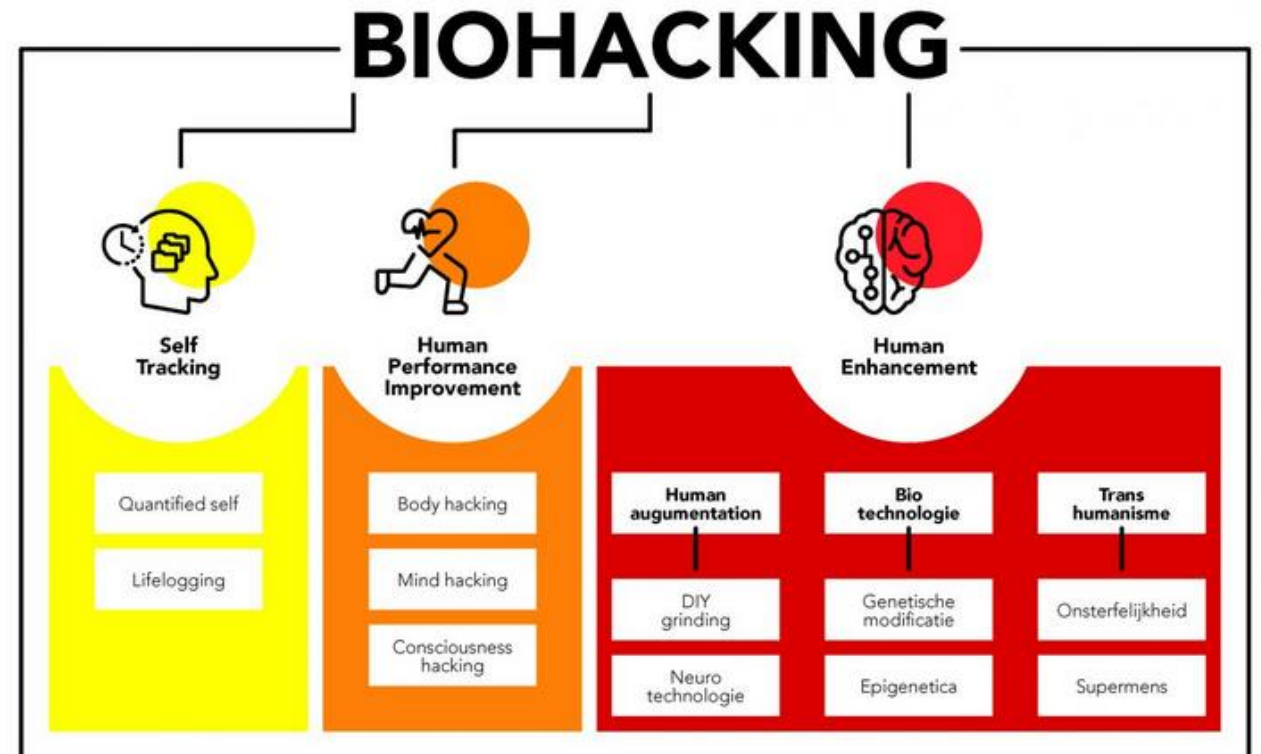 BIOHACKING
Self
Tracking
Human
Performance
Improvement
Human
Enhancement
Quantified self
Lifelogging
Body hacking
Mind hacking
Consciousness
hacking
Human
augumentation
DIY
grinding
Neuro
technologie
Bio
technologie
Genetische
modificatie
Epigenetica
Trans
humanisme
Onsterfelijkheid
Supermens